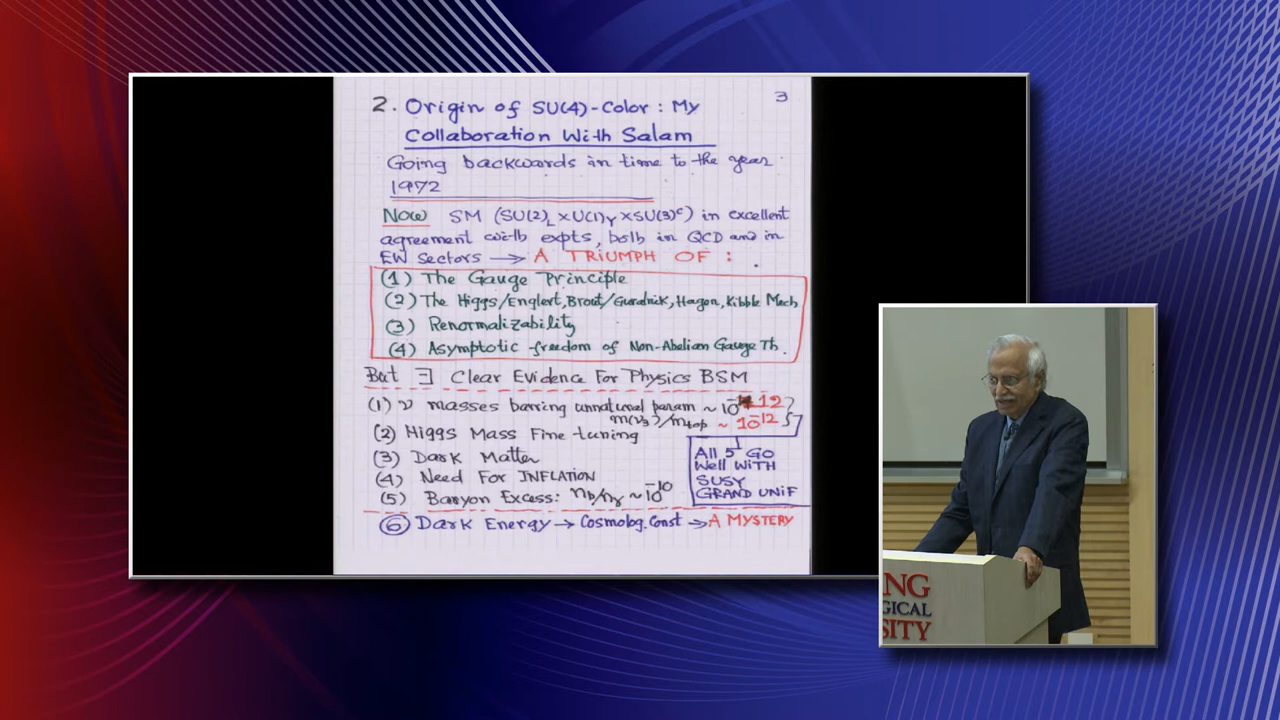 3
2. Origin of SU(4)-Color : My
Collaboration With Salam
Going backwards in time to the year
1972
Now SM (SU(2)_L × U(1)_Y × SU(3)^c) in excellent
agreement with expts, both in QCD and in
EW Sectors → A TRIUMPH OF :
(1) The Gauge Principle
(2) The Higgs/Englert, Brout/Guralnik, Hagen, Kibble Mech
(3) Renormalizability
(4) Asymptotic freedom of Non-Abelian Gauge Th.
But ∃ Clear Evidence For Physics BSM
(1) ν masses barring unnatural param ~ 10^-12
m(ν3)/mtop ~ 10^-12
(2) Higgs Mass Fine-tuning
(3) Dark Matter
(4) Need For INFLATION
(5) Baryon Excess: nb/nγ ~ 10^-10
All 5 GO
Well WITH
SUSY
GRAND UNIF
(6) Dark Energy → Cosmolog. Const → A MYSTERY
NG
GICAL
SITY